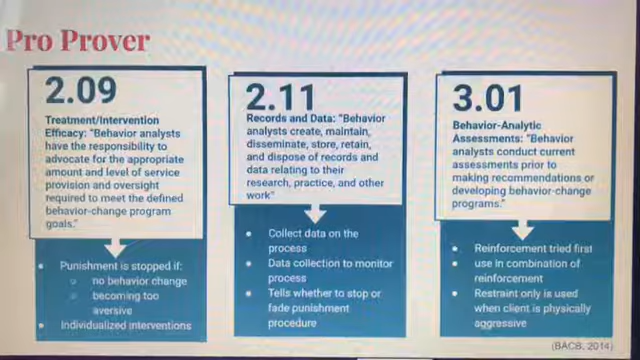 Pro Prover
2.09
Treatment/Intervention
Efficacy: "Behavior analysts
have the responsibility to
advocate for the appropriate
amount and level of service
provision and oversight
required to meet the defined
behavior-change program
goals."
Punishment is stopped if:
no behavior change
becoming too
aversive
Individualized interventions
2.11
Records and Data: "Behavior
analysts create, maintain,
disseminate, store, retain,
and dispose of records and
data relating to their
research, practice, and other
work"
Collect data on the
process
Data collection to monitor
process
Tells whether to stop or
fade punishment
procedure
3.01
Behavior-Analytic
Assessments: "Behavior
analysts conduct current
assessments prior to
making recommendations or
developing behavior-change
programs."
Reinforcement tried first
use in combination of
reinforcement
Restraint only is used
when client is physically
aggressive
(BACB, 2014)